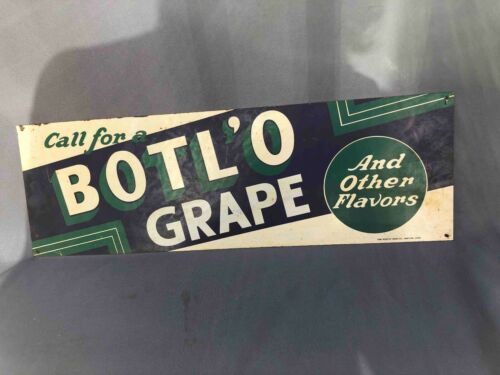 Call for a
BOTL'O
GRAPE
And
Other
Flavors